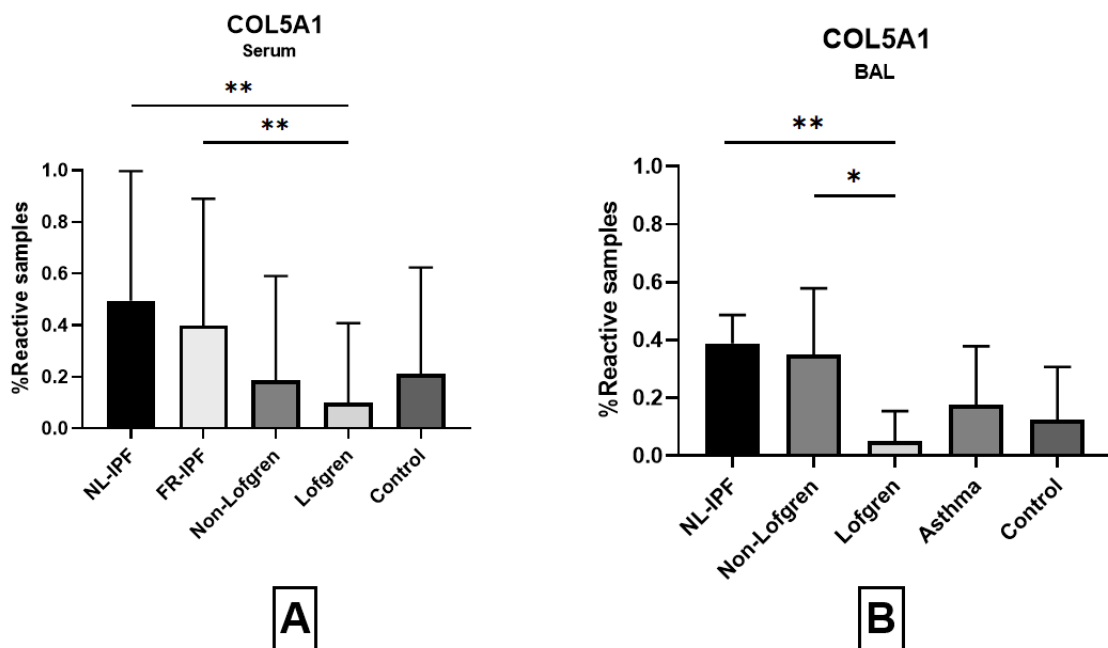 COL5A1
Serum
**
**
%Reactive samples
1.0
0.8
0.6
0.4
0.2
0.0
NL-IPF
FR-IPF
Non-Lofgren
Lofgren
Control
A
COL5A1
BAL
**
*
%Reactive samples
1.0
0.8
0.6
0.4
0.2
0.0
NL-IPF
Non-Lofgren
Lofgren
Asthma
Control
B